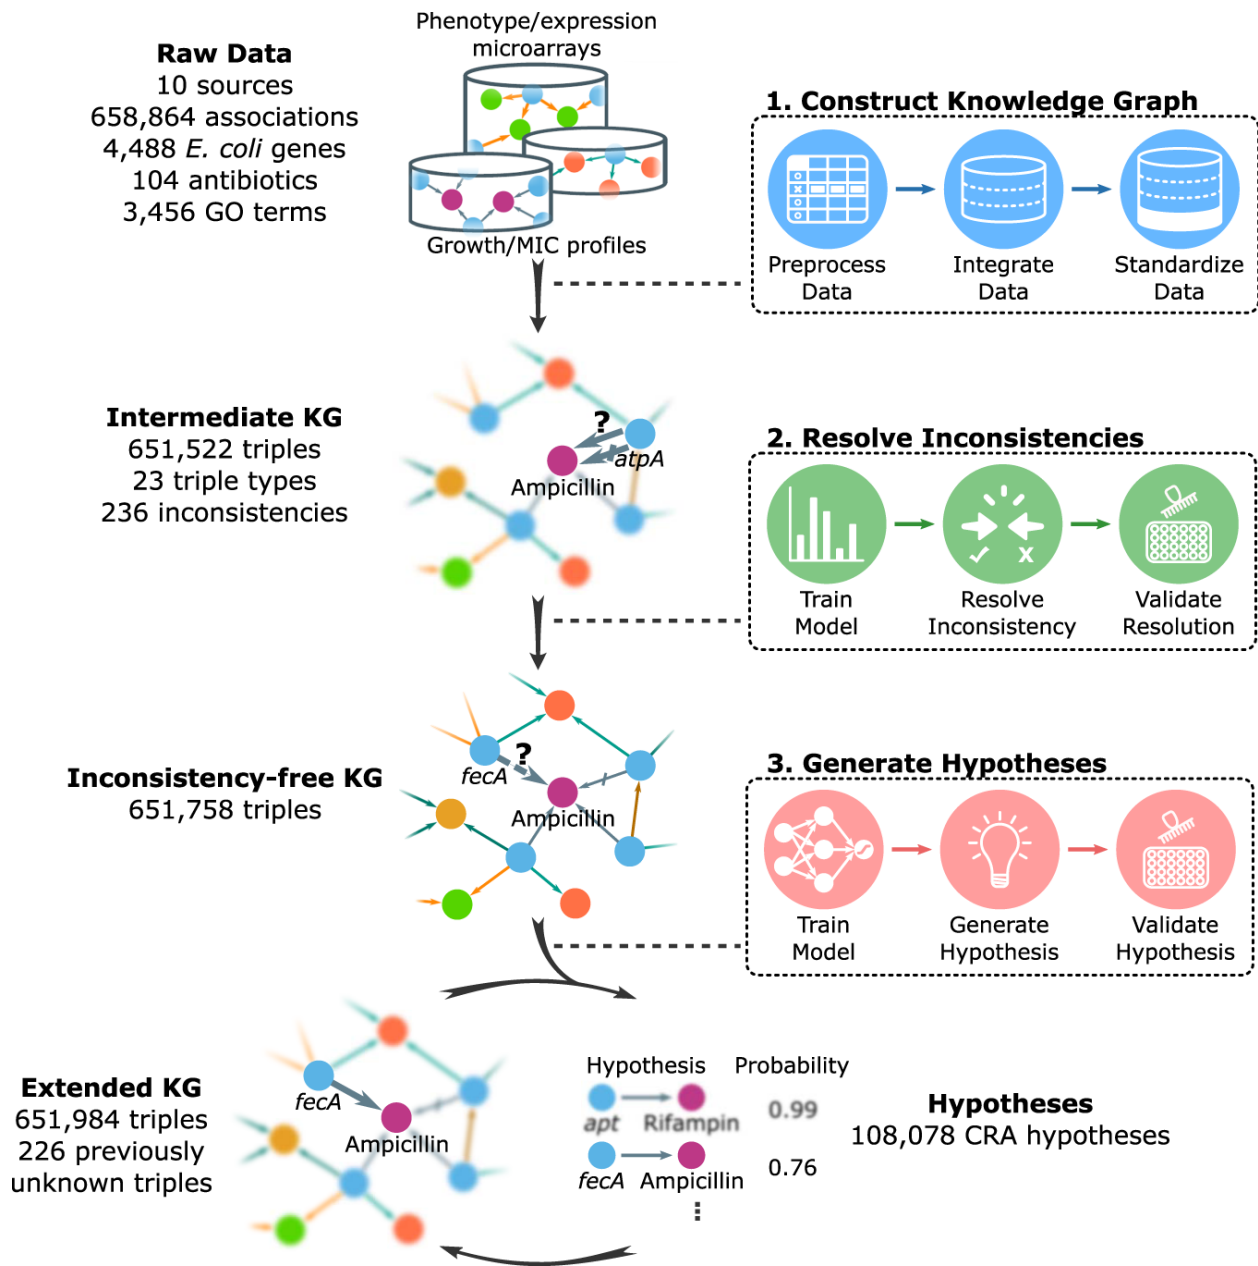 Phenotype/expression
microarrays
Raw Data
10 sources
658,864 associations
4,488 E. coli genes
104 antibiotics
3,456 GO terms
Growth/MIC profiles
1. Construct Knowledge Graph
Preprocess
Data
Integrate
Data
Standardize
Data
Intermediate KG
651,522 triples
23 triple types
236 inconsistencies
?
atpA
Ampicillin
2. Resolve Inconsistencies
Train
Model
Resolve
Inconsistency
Validate
Resolution
Inconsistency-free KG
651,758 triples
?
fecA
Ampicillin
3. Generate Hypotheses
Train
Model
Generate
Hypothesis
Validate
Hypothesis
Extended KG
651,984 triples
226 previously
unknown triples
fecA
Ampicillin
Hypothesis Probability
apt Rifampin 0.99
fecA Ampicillin 0.76
⋮
Hypotheses
108,078 CRA hypotheses